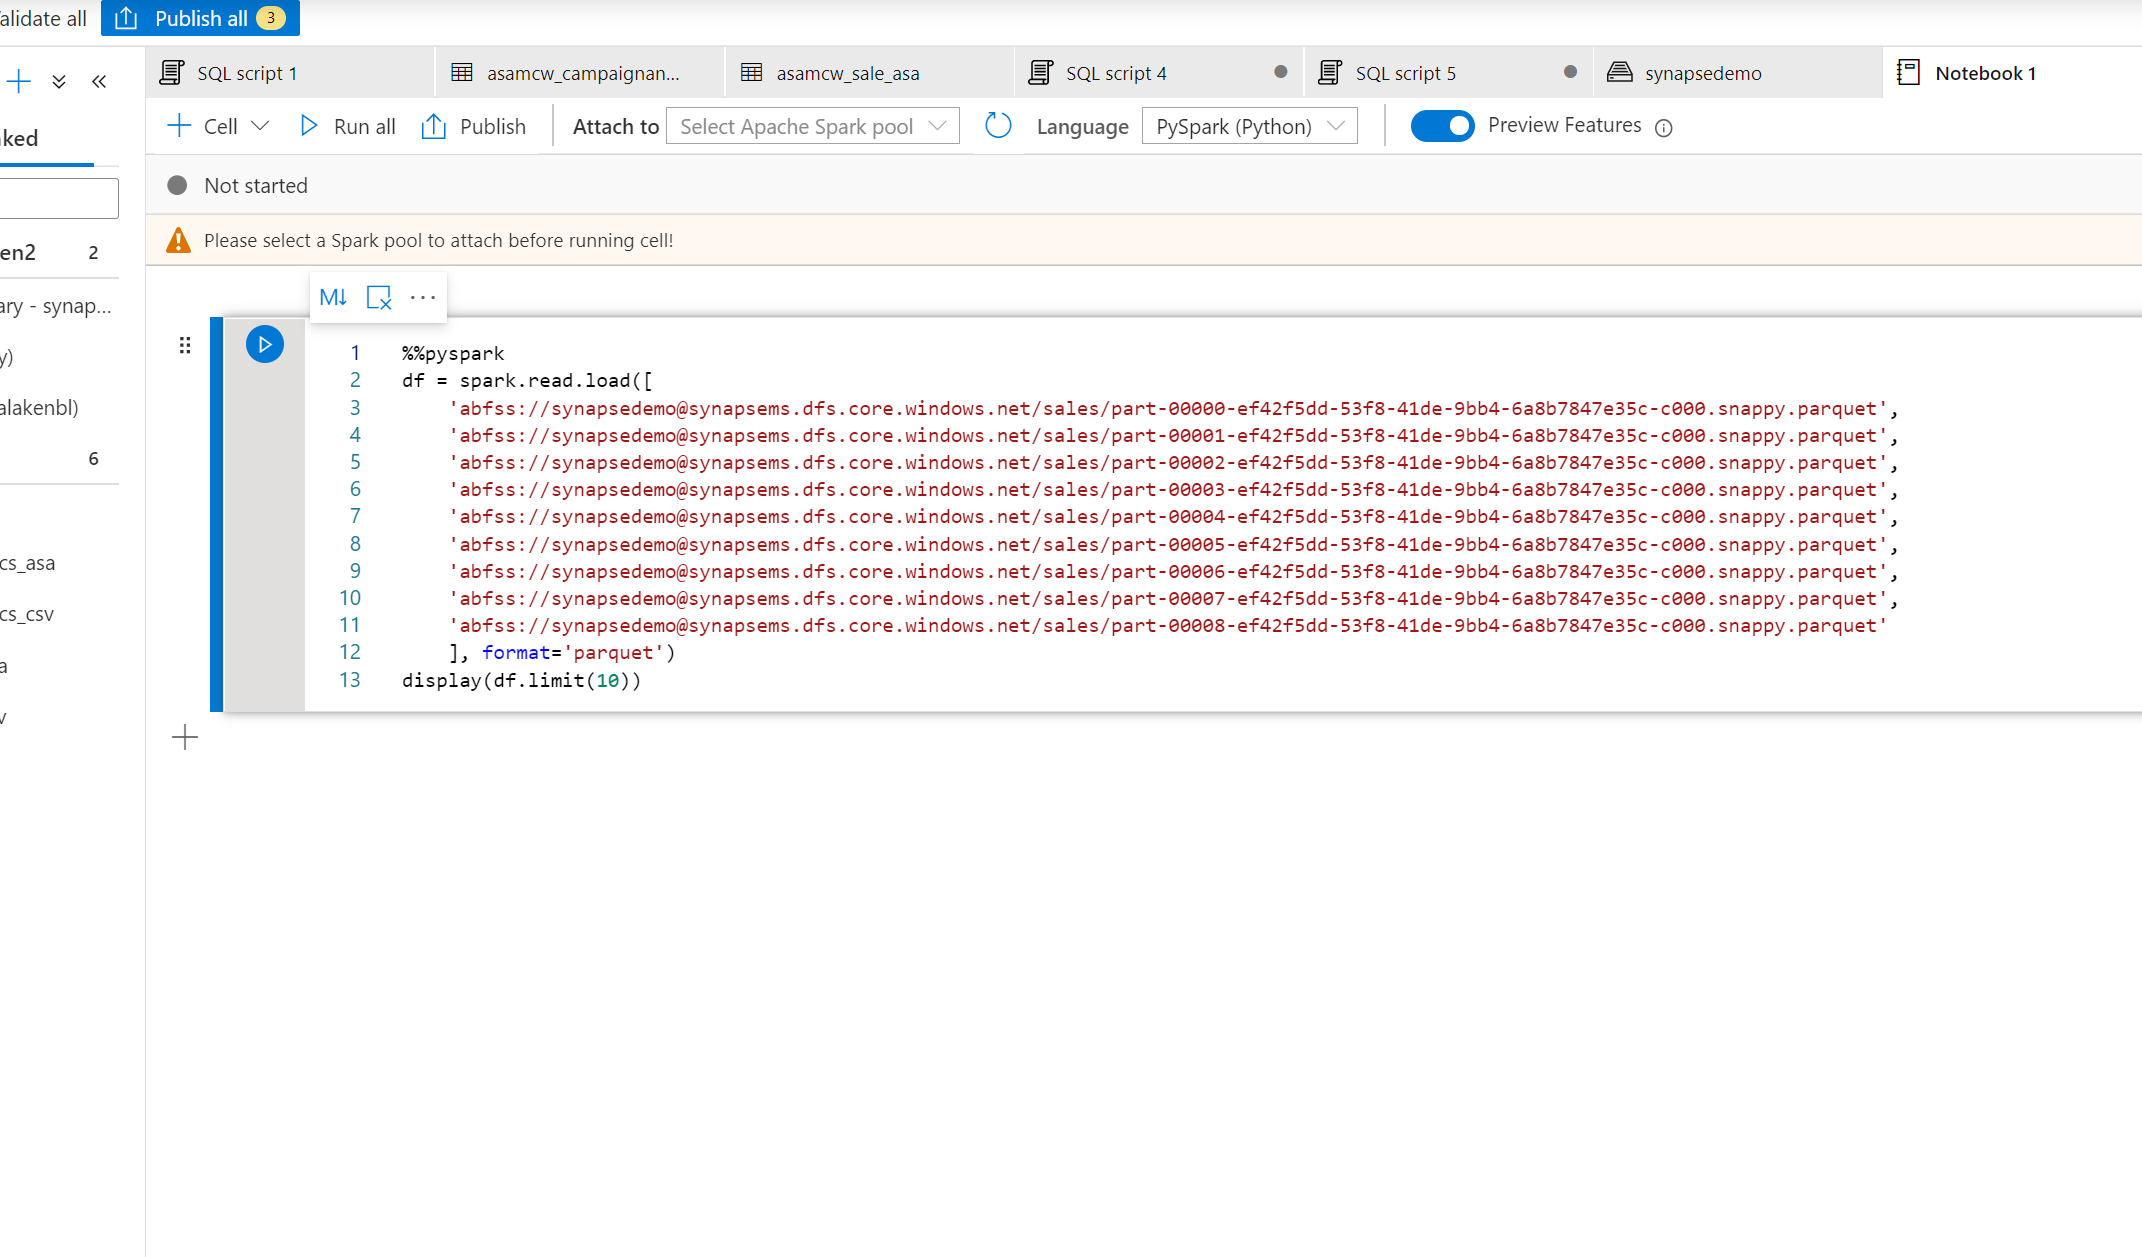 alidate all Publish all 3
SQL script 1 asamcw_campaignan... asamcw_sale_asa SQL script 4 SQL script 5 synapsedemo Notebook 1
Cell Run all Publish Attach to Select Apache Spark pool Language PySpark (Python) Preview Features
ked
Not started
Please select a Spark pool to attach before running cell!
en2 2
ary - synap...
y)
alakenbl)
6
cs_asa
cs_csv
a
v
M↓ ...
1 %%pyspark
2 df = spark.read.load([
3 'abfss://synapsedemo@synapsems.dfs.core.windows.net/sales/part-00000-ef42f5dd-53f8-41de-9bb4-6a8b7847e35c-c000.snappy.parquet',
4 'abfss://synapsedemo@synapsems.dfs.core.windows.net/sales/part-00001-ef42f5dd-53f8-41de-9bb4-6a8b7847e35c-c000.snappy.parquet',
5 'abfss://synapsedemo@synapsems.dfs.core.windows.net/sales/part-00002-ef42f5dd-53f8-41de-9bb4-6a8b7847e35c-c000.snappy.parquet',
6 'abfss://synapsedemo@synapsems.dfs.core.windows.net/sales/part-00003-ef42f5dd-53f8-41de-9bb4-6a8b7847e35c-c000.snappy.parquet',
7 'abfss://synapsedemo@synapsems.dfs.core.windows.net/sales/part-00004-ef42f5dd-53f8-41de-9bb4-6a8b7847e35c-c000.snappy.parquet',
8 'abfss://synapsedemo@synapsems.dfs.core.windows.net/sales/part-00005-ef42f5dd-53f8-41de-9bb4-6a8b7847e35c-c000.snappy.parquet',
9 'abfss://synapsedemo@synapsems.dfs.core.windows.net/sales/part-00006-ef42f5dd-53f8-41de-9bb4-6a8b7847e35c-c000.snappy.parquet',
10 'abfss://synapsedemo@synapsems.dfs.core.windows.net/sales/part-00007-ef42f5dd-53f8-41de-9bb4-6a8b7847e35c-c000.snappy.parquet',
11 'abfss://synapsedemo@synapsems.dfs.core.windows.net/sales/part-00008-ef42f5dd-53f8-41de-9bb4-6a8b7847e35c-c000.snappy.parquet'
12 ], format='parquet')
13 display(df.limit(10))